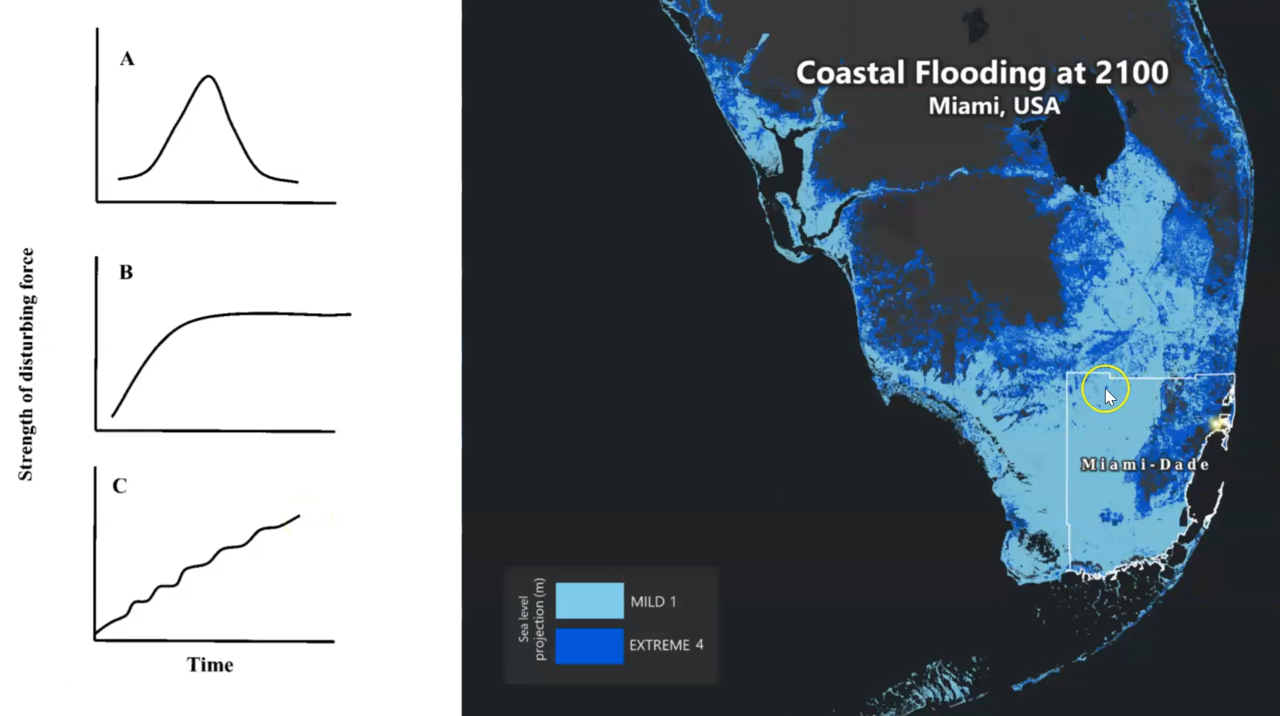 A
B
C
Strength of disturbing force
Time
Coastal Flooding at 2100
Miami, USA
Miami-Dade
Sea level
projection (m)
MILD 1
EXTREME 4